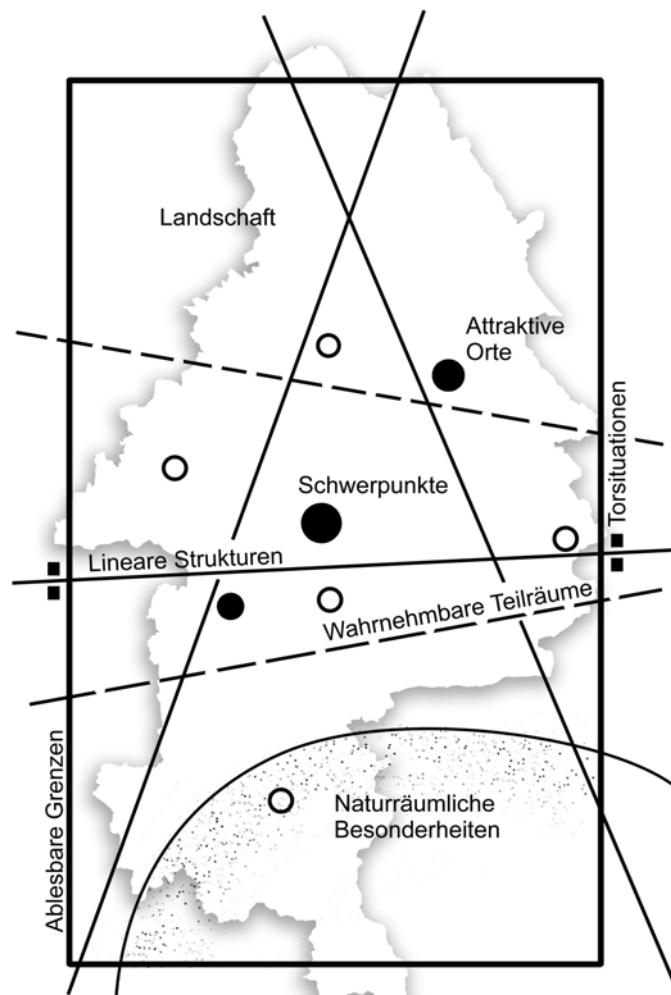 Landschaft
Attraktive
Orte
Torsituationen
Schwerpunkte
Lineare Strukturen
Wahrnehmbare Teilräume
Ablesbare Grenzen
Naturräumliche
Besonderheiten